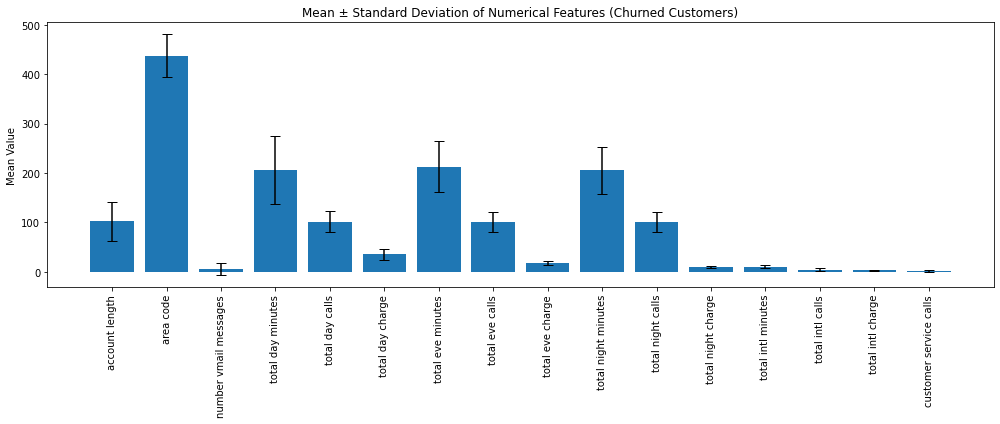 Mean ± Standard Deviation of Numerical Features (Churned Customers)
Mean Value
500
400
300
200
100
0
account length
area code
number vmail messages
total day minutes
total day calls
total day charge
total eve minutes
total eve calls
total eve charge
total night minutes
total night calls
total night charge
total intl minutes
total intl calls
total intl charge
customer service calls